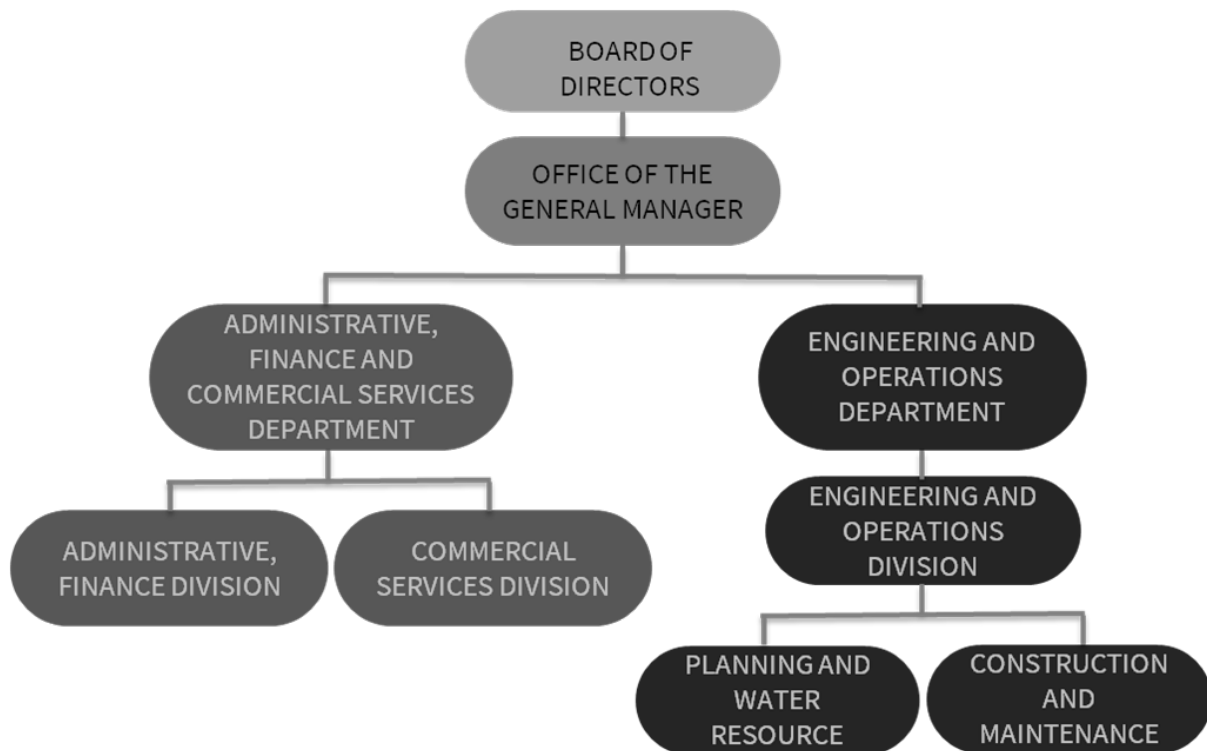 BOARD OF
DIRECTORS
OFFICE OF THE
GENERAL MANAGER
ADMINISTRATIVE,
FINANCE AND
COMMERCIAL SERVICES
DEPARTMENT
ENGINEERING AND
OPERATIONS
DEPARTMENT
ADMINISTRATIVE,
FINANCE DIVISION
COMMERCIAL
SERVICES DIVISION
ENGINEERING AND
OPERATIONS
DIVISION
PLANNING AND
WATER
RESOURCE
CONSTRUCTION
AND
MAINTENANCE